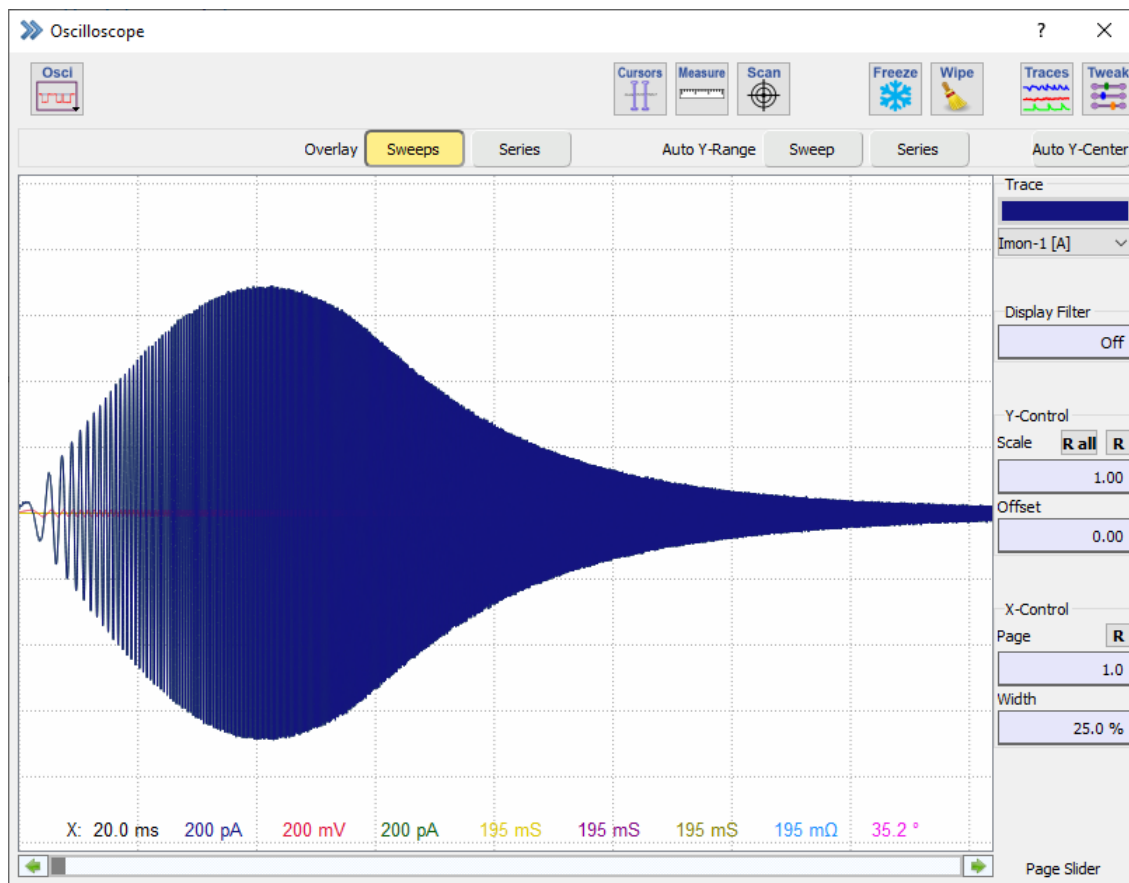 Oscilloscope
?
Osci
Cursors Measure Scan Freeze Wipe Traces Tweak
Overlay Sweeps Series Auto Y-Range Sweep Series Auto Y-Center
Trace
Imon-1 [A]
Display Filter
Off
Y-Control
Scale R all R
1.00
Offset
0.00
X-Control
Page R
1.0
Width
25.0 %
X: 20.0 ms 200 pA 200 mV 200 pA 195 mS 195 mS 195 mS 195 mΩ 35.2 °
Page Slider